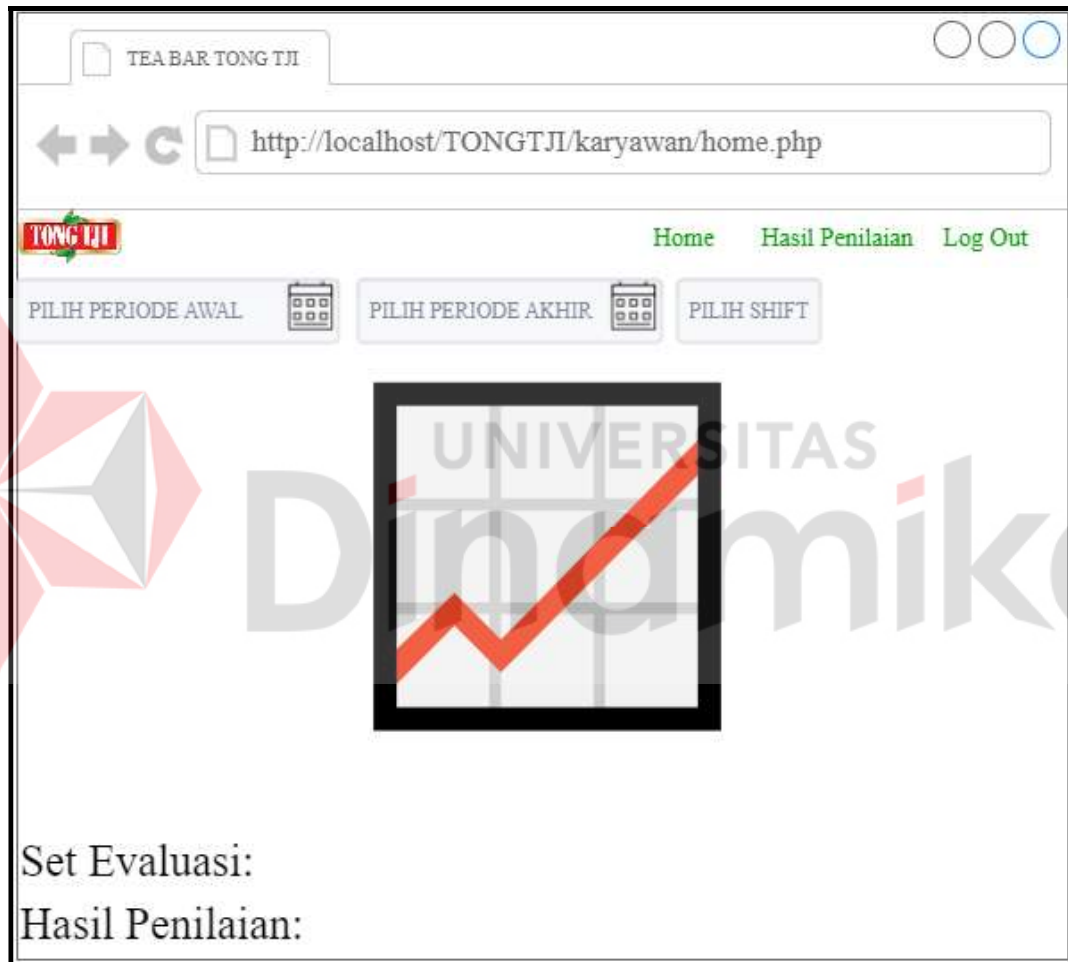 TEA BAR TONG TJI
http://localhost/TONGTJI/karyawan/home.php
TONG TJI
Home Hasil Penilaian Log Out
PILIH PERIODE AWAL PILIH PERIODE AKHIR PILIH SHIFT
UNIVERSITAS
Dinamika
Set Evaluasi:
Hasil Penilaian: